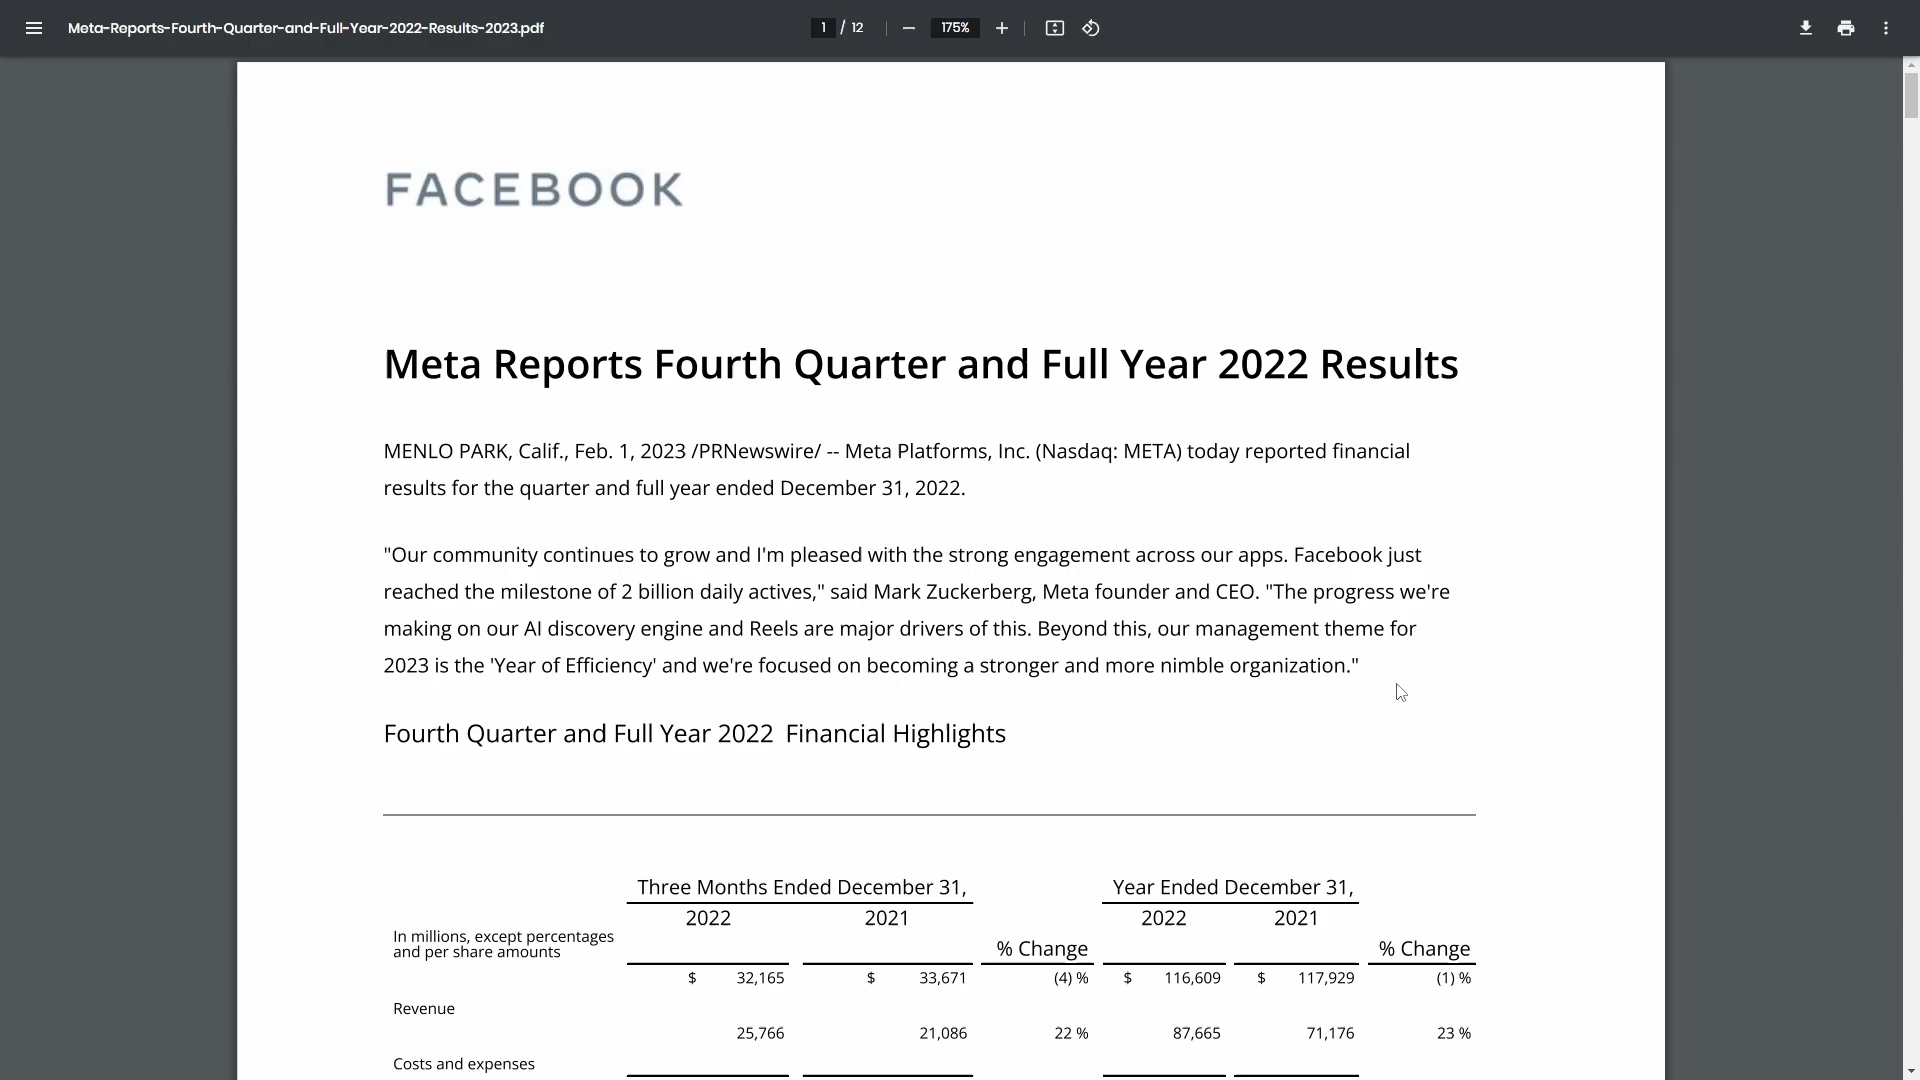 Meta-Reports-Fourth-Quarter-and-Full-Year-2022-Results-2023.pdf
1 / 12
175%
FACEBOOK
Meta Reports Fourth Quarter and Full Year 2022 Results
MENLO PARK, Calif., Feb. 1, 2023 /PRNewswire/ -- Meta Platforms, Inc. (Nasdaq: META) today reported financial
results for the quarter and full year ended December 31, 2022.
"Our community continues to grow and I'm pleased with the strong engagement across our apps. Facebook just
reached the milestone of 2 billion daily actives," said Mark Zuckerberg, Meta founder and CEO. "The progress we're
making on our AI discovery engine and Reels are major drivers of this. Beyond this, our management theme for
2023 is the 'Year of Efficiency' and we're focused on becoming a stronger and more nimble organization."
Fourth Quarter and Full Year 2022 Financial Highlights
Three Months Ended December 31, Year Ended December 31,
2022 2021 2022 2021
In millions, except percentages
and per share amounts % Change % Change
$ 32,165 $ 33,671 (4) % $ 116,609 $ 117,929 (1) %
Revenue
25,766 21,086 22 % 87,665 71,176 23 %
Costs and expenses